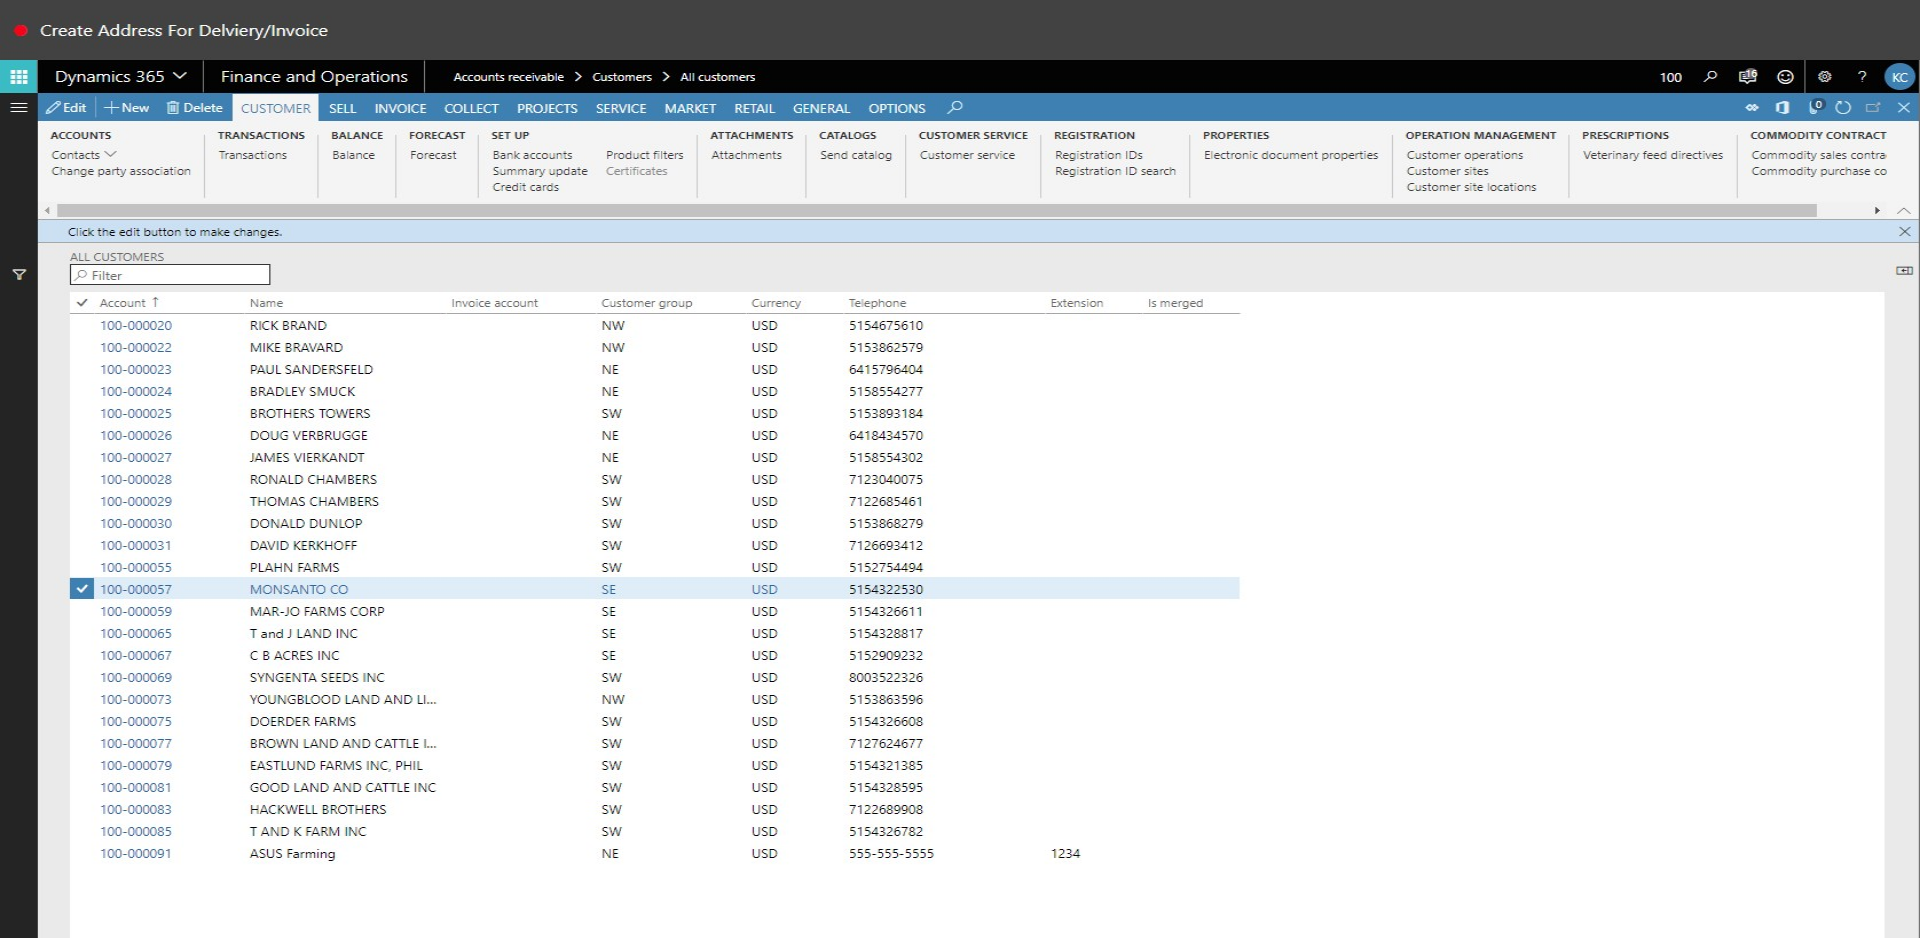 Create Address For Delviery/Invoice
Dynamics 365 Finance and Operations Accounts receivable > Customers > All customers 100 16 ? KC
Edit +New Delete CUSTOMER SELL INVOICE COLLECT PROJECTS SERVICE MARKET RETAIL GENERAL OPTIONS 0
ACCOUNTS TRANSACTIONS BALANCE FORECAST SET UP ATTACHMENTS CATALOGS CUSTOMER SERVICE REGISTRATION PROPERTIES OPERATION MANAGEMENT PRESCRIPTIONS COMMODITY CONTRACT
Contacts Transactions Balance Forecast Bank accounts Product filters Attachments Send catalog Customer service Registration IDs Electronic document properties Customer operations Veterinary feed directives Commodity sales contra
Change party association Summary update Certificates Registration ID search Customer sites Commodity purchase co
Credit cards Customer site locations
Click the edit button to make changes.
ALL CUSTOMERS
Filter
Account ↑ Name Invoice account Customer group Currency Telephone Extension Is merged
100-000020 RICK BRAND NW USD 5154675610
100-000022 MIKE BRAVARD NW USD 5153862579
100-000023 PAUL SANDERSFELD NE USD 6415796404
100-000024 BRADLEY SMUCK NE USD 5158554277
100-000025 BROTHERS TOWERS SW USD 5153893184
100-000026 DOUG VERBRUGGE NE USD 6418434570
100-000027 JAMES VIERKANDT NE USD 5158554302
100-000028 RONALD CHAMBERS SW USD 7123040075
100-000029 THOMAS CHAMBERS SW USD 7122685461
100-000030 DONALD DUNLOP SW USD 5153868279
100-000031 DAVID KERKHOFF SW USD 7126693412
100-000055 PLAHN FARMS SW USD 5152754494
100-000057 MONSANTO CO SE USD 5154322530
100-000059 MAR-JO FARMS CORP SE USD 5154326611
100-000065 T and J LAND INC SE USD 5154328817
100-000067 C B ACRES INC SE USD 5152909232
100-000069 SYNGENTA SEEDS INC SW USD 8003522326
100-000073 YOUNGBLOOD LAND AND LI... NW USD 5153863596
100-000075 DOERDER FARMS SW USD 5154326608
100-000077 BROWN LAND AND CATTLE I... SW USD 7127624677
100-000079 EASTLUND FARMS INC, PHIL SW USD 5154321385
100-000081 GOOD LAND AND CATTLE INC SW USD 5154328595
100-000083 HACKWELL BROTHERS SW USD 7122689908
100-000085 T AND K FARM INC SW USD 5154326782
100-000091 ASUS Farming NE USD 555-555-5555 1234